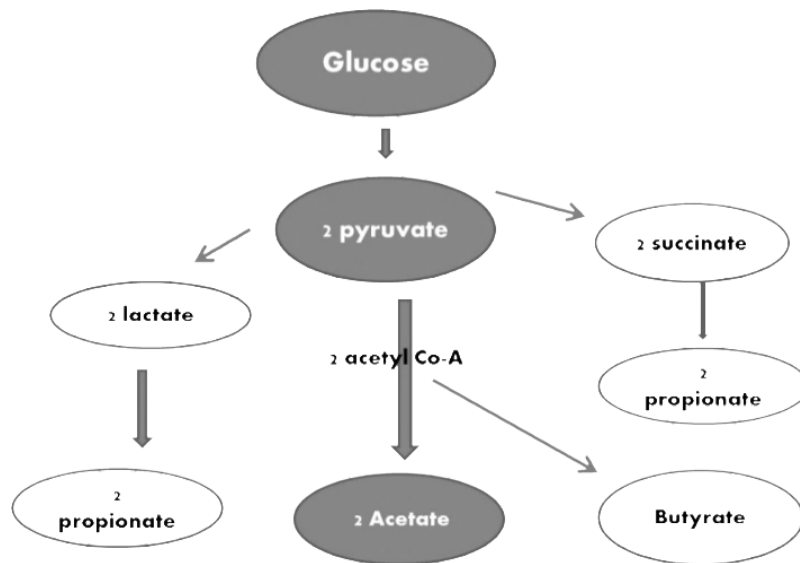 Glucose
2 pyruvate
2 succinate
2 lactate
2 acetyl Co-A
2
propionate
2
propionate
2 Acetate
Butyrate